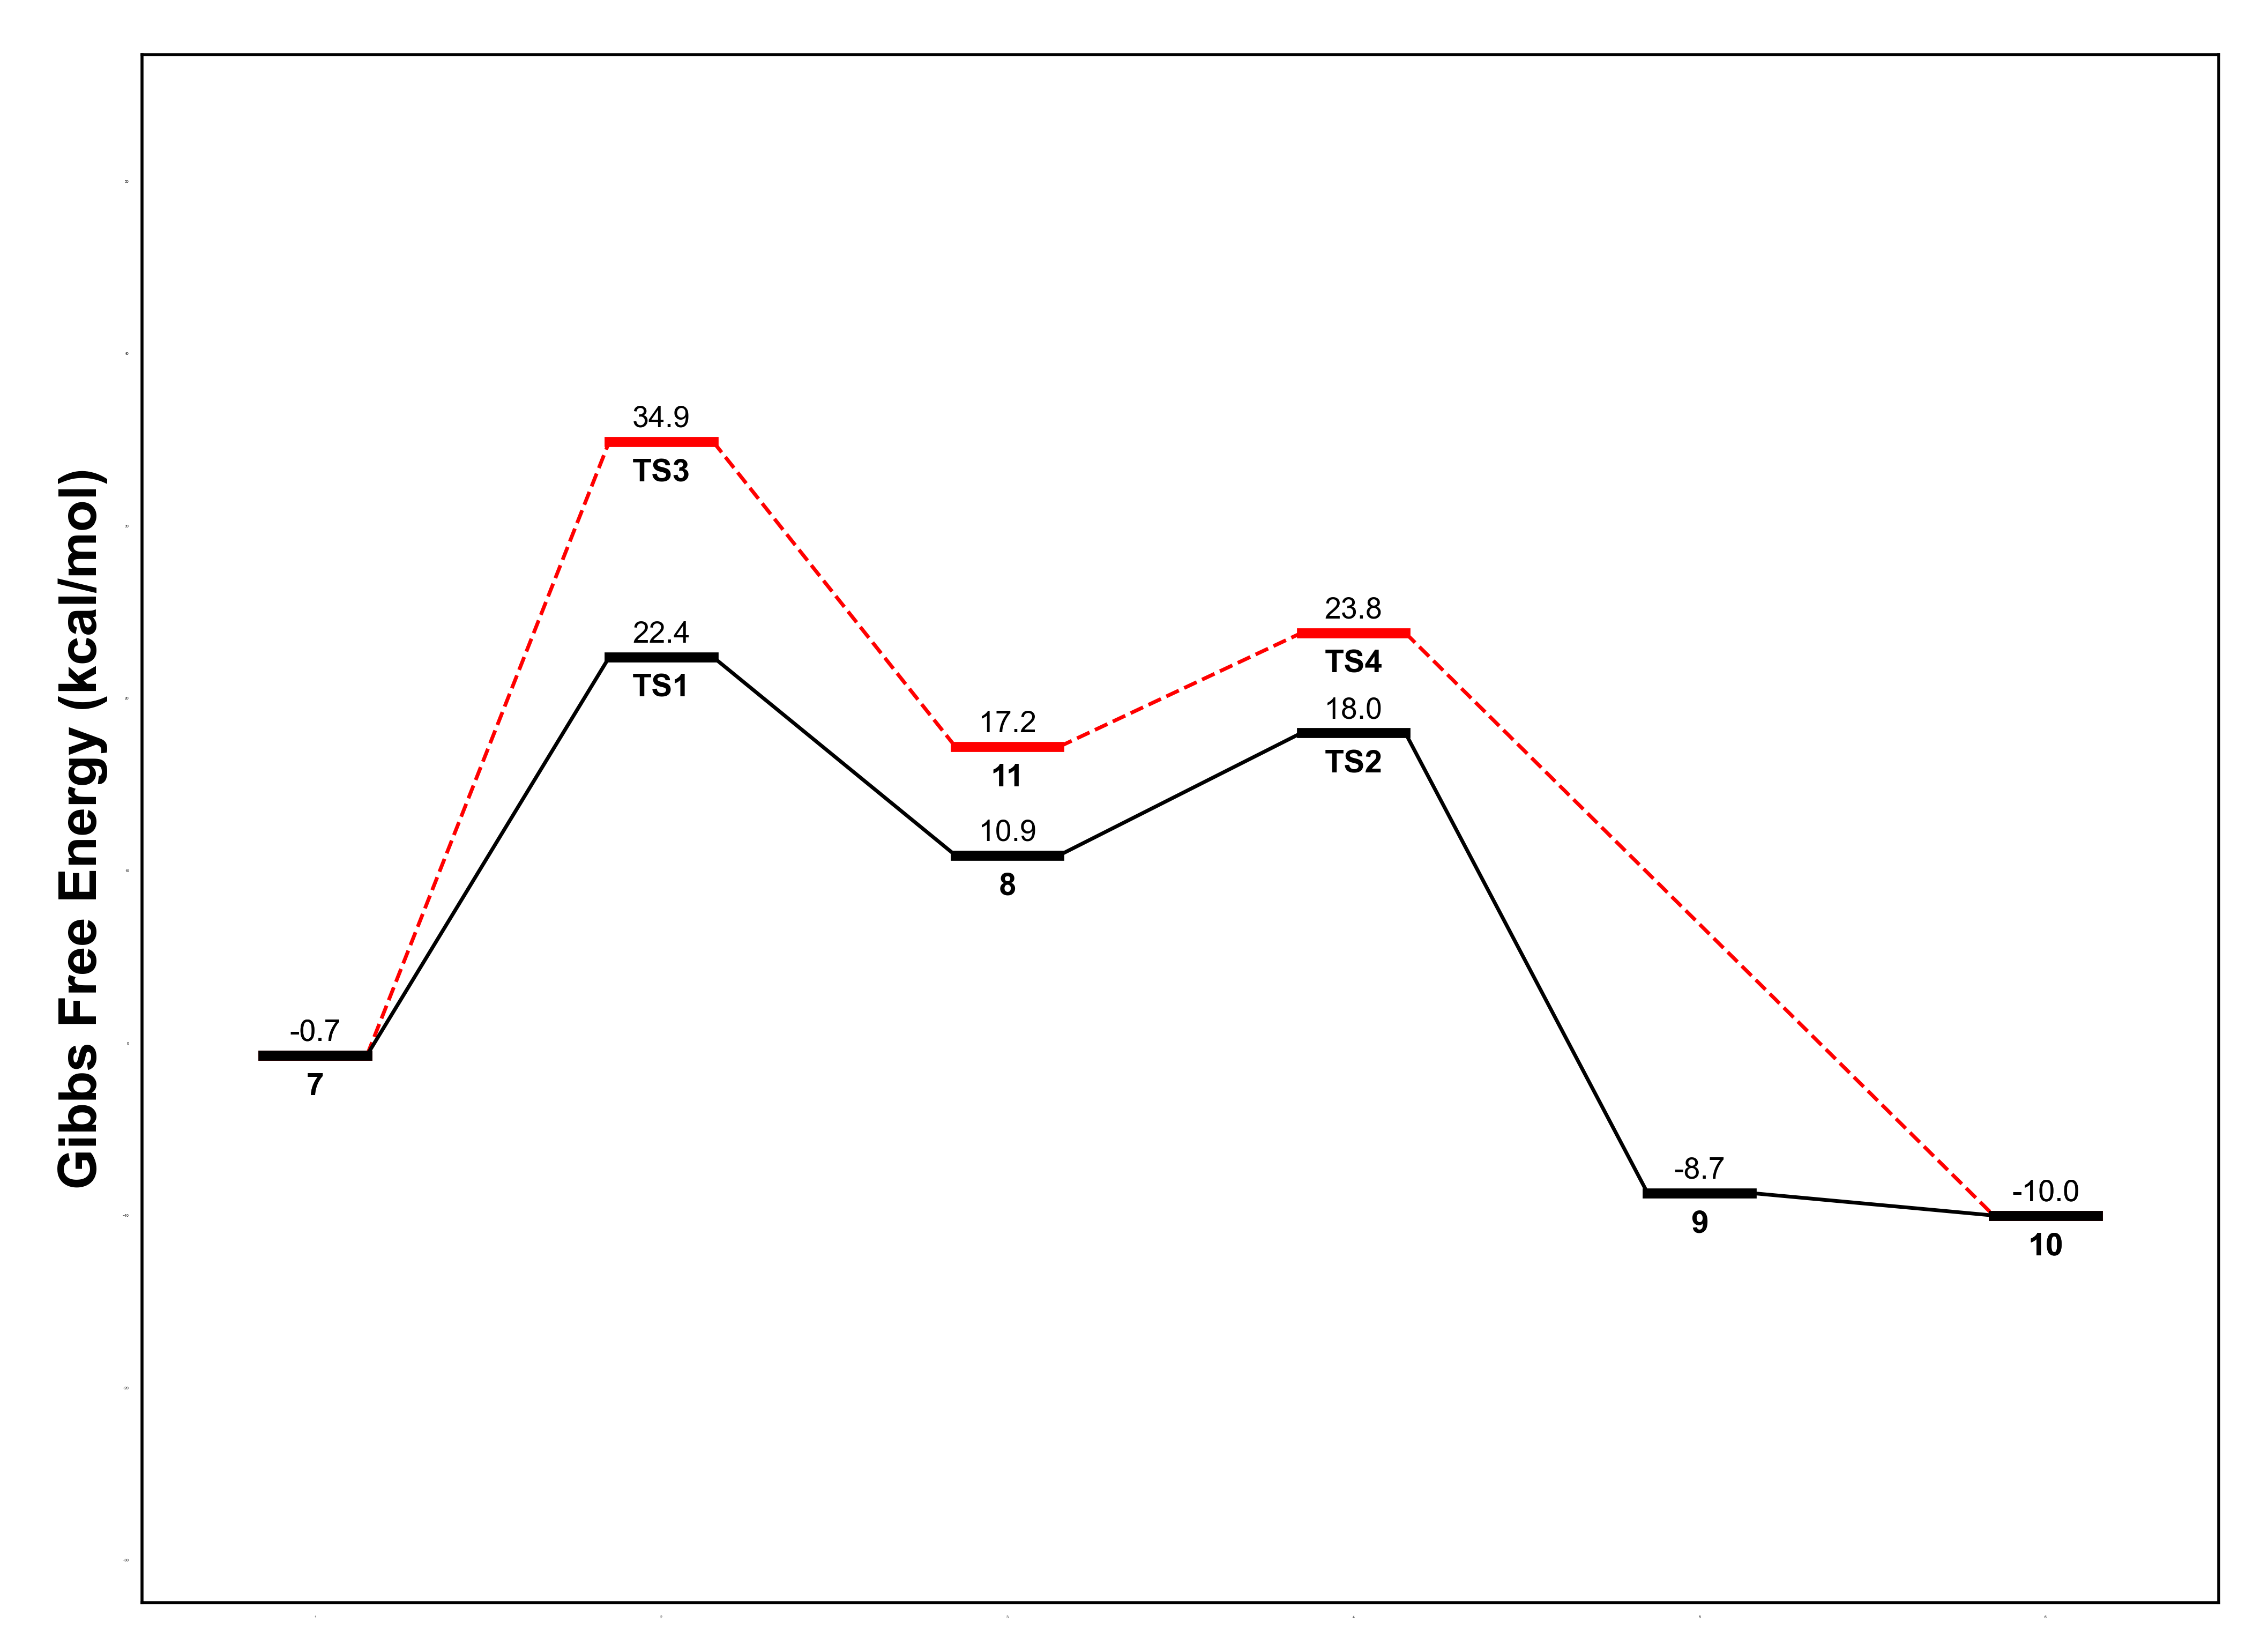 Gibbs Free Energy (kcal/mol)
34.9
TS3
23.8
TS4
22.4
TS1
17.2
11
18.0
TS2
10.9
8
-0.7
7
-8.7
9
-10.0
10